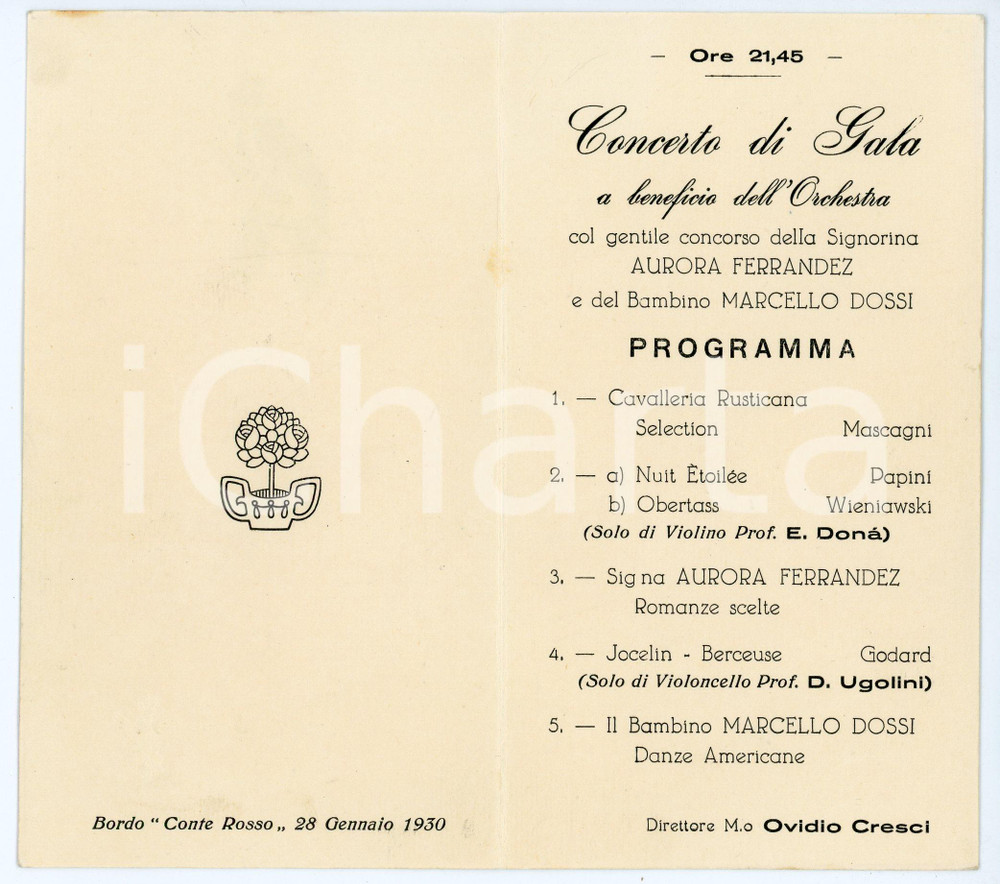 Bordo “ Conte Rosso „ 28 Gennaio 1930
— Ore 21,45 —
Concerto di Gala
a beneficio dell'Orchestra
col gentile concorso della Signorina
AURORA FERRANDEZ
e del Bambino MARCELLO DOSSI
PROGRAMMA
1. — Cavalleria Rusticana
Selection Mascagni
2. — a) Nuit Ètoilée Papini
b) Obertass Wieniawski
(Solo di Violino Prof. E. Doná)
3. — Sig na AURORA FERRANDEZ
Romanze scelte
4. — Jocelin - Berceuse Godard
(Solo di Violoncello Prof. D. Ugolini)
5. — Il Bambino MARCELLO DOSSI
Danze Americane
Direttore M.o Ovidio Cresci
iCharta